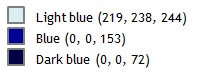 Light blue (219, 238, 244)
Blue (0, 0, 153)
Dark blue (0, 0, 72)